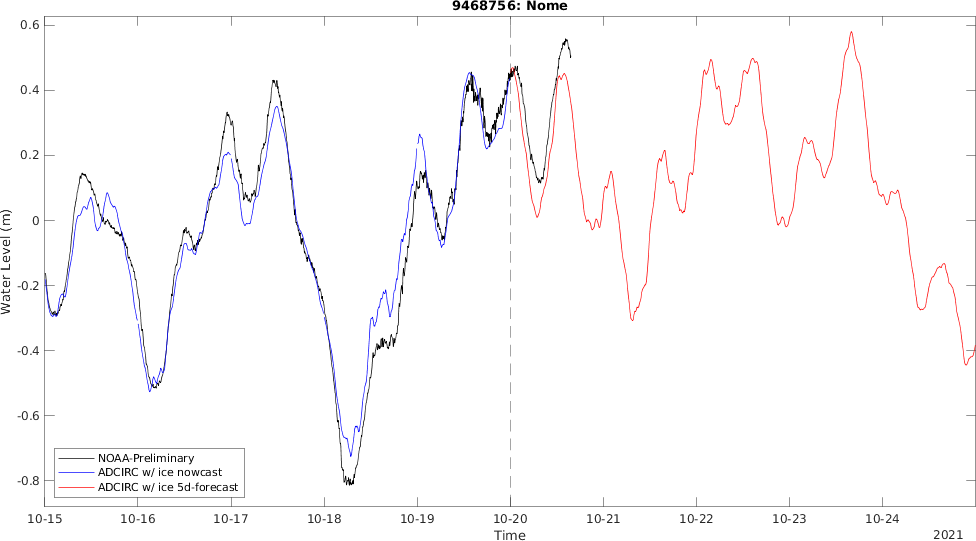 9468756: Nome
Water Level (m)
0.6
0.4
0.2
0
-0.2
-0.4
-0.6
-0.8
NOAA-Preliminary
ADCIRC w/ ice nowcast
ADCIRC w/ ice 5d-forecast
10-15 10-16 10-17 10-18 10-19 10-20 10-21 10-22 10-23 10-24
Time
2021